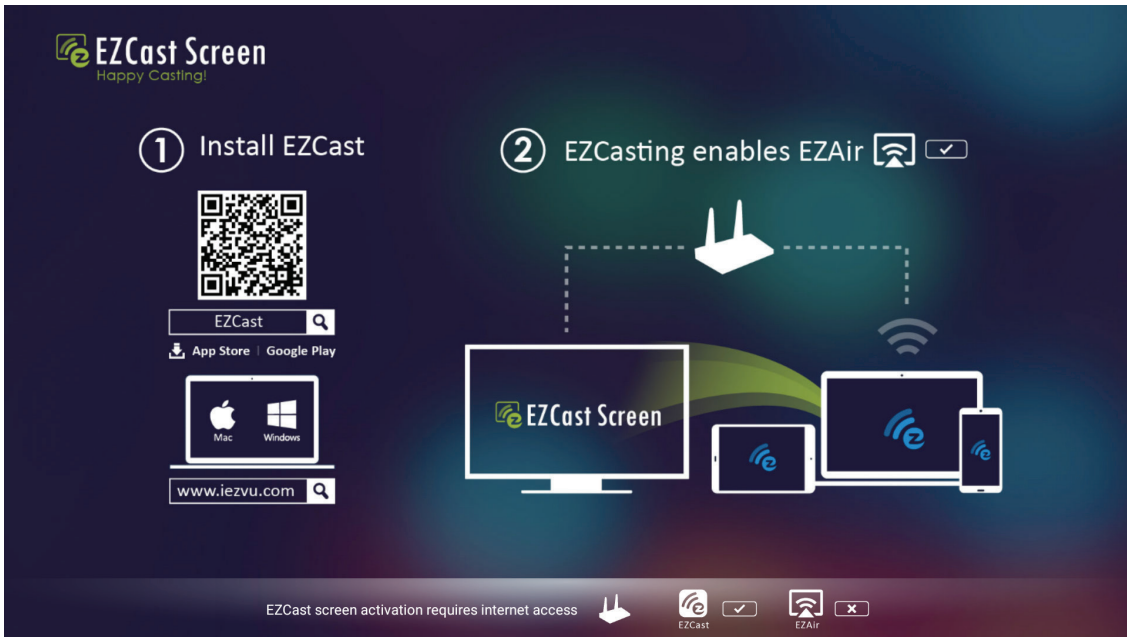 EZCast Screen
Happy Casting!
1 Install EZCast
EZCast
App Store | Google Play
Mac Windows
www.iezvu.com
2 EZCasting enables EZAir
EZCast Screen
EZCast screen activation requires internet access
EZCast
EZAir